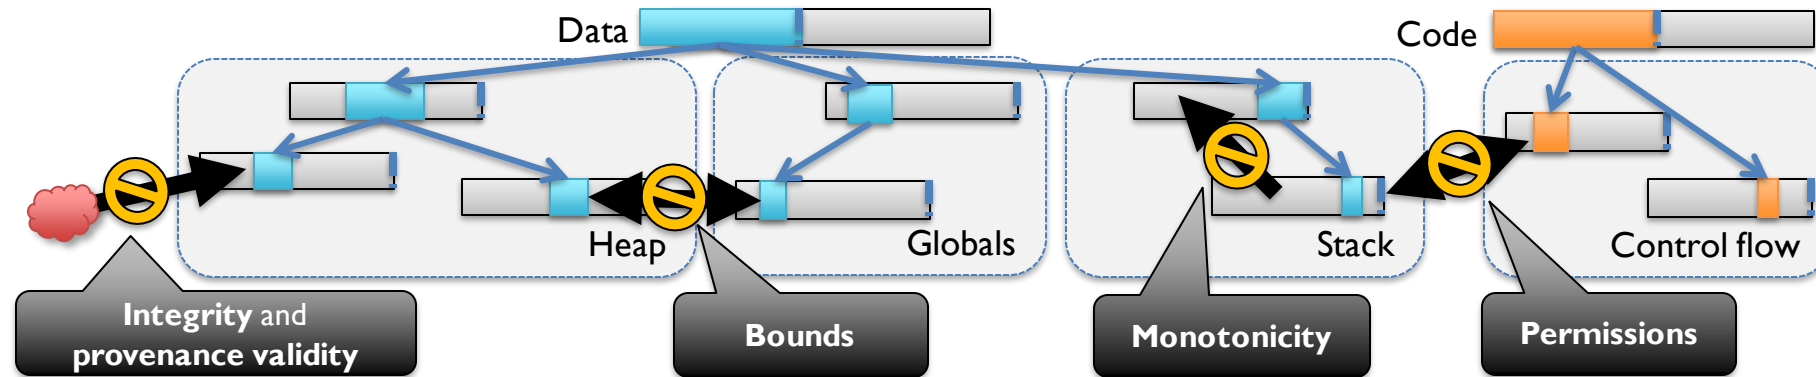 Data
Code
Heap
Globals
Stack
Control flow
Integrity and
provenance validity
Bounds
Monotonicity
Permissions